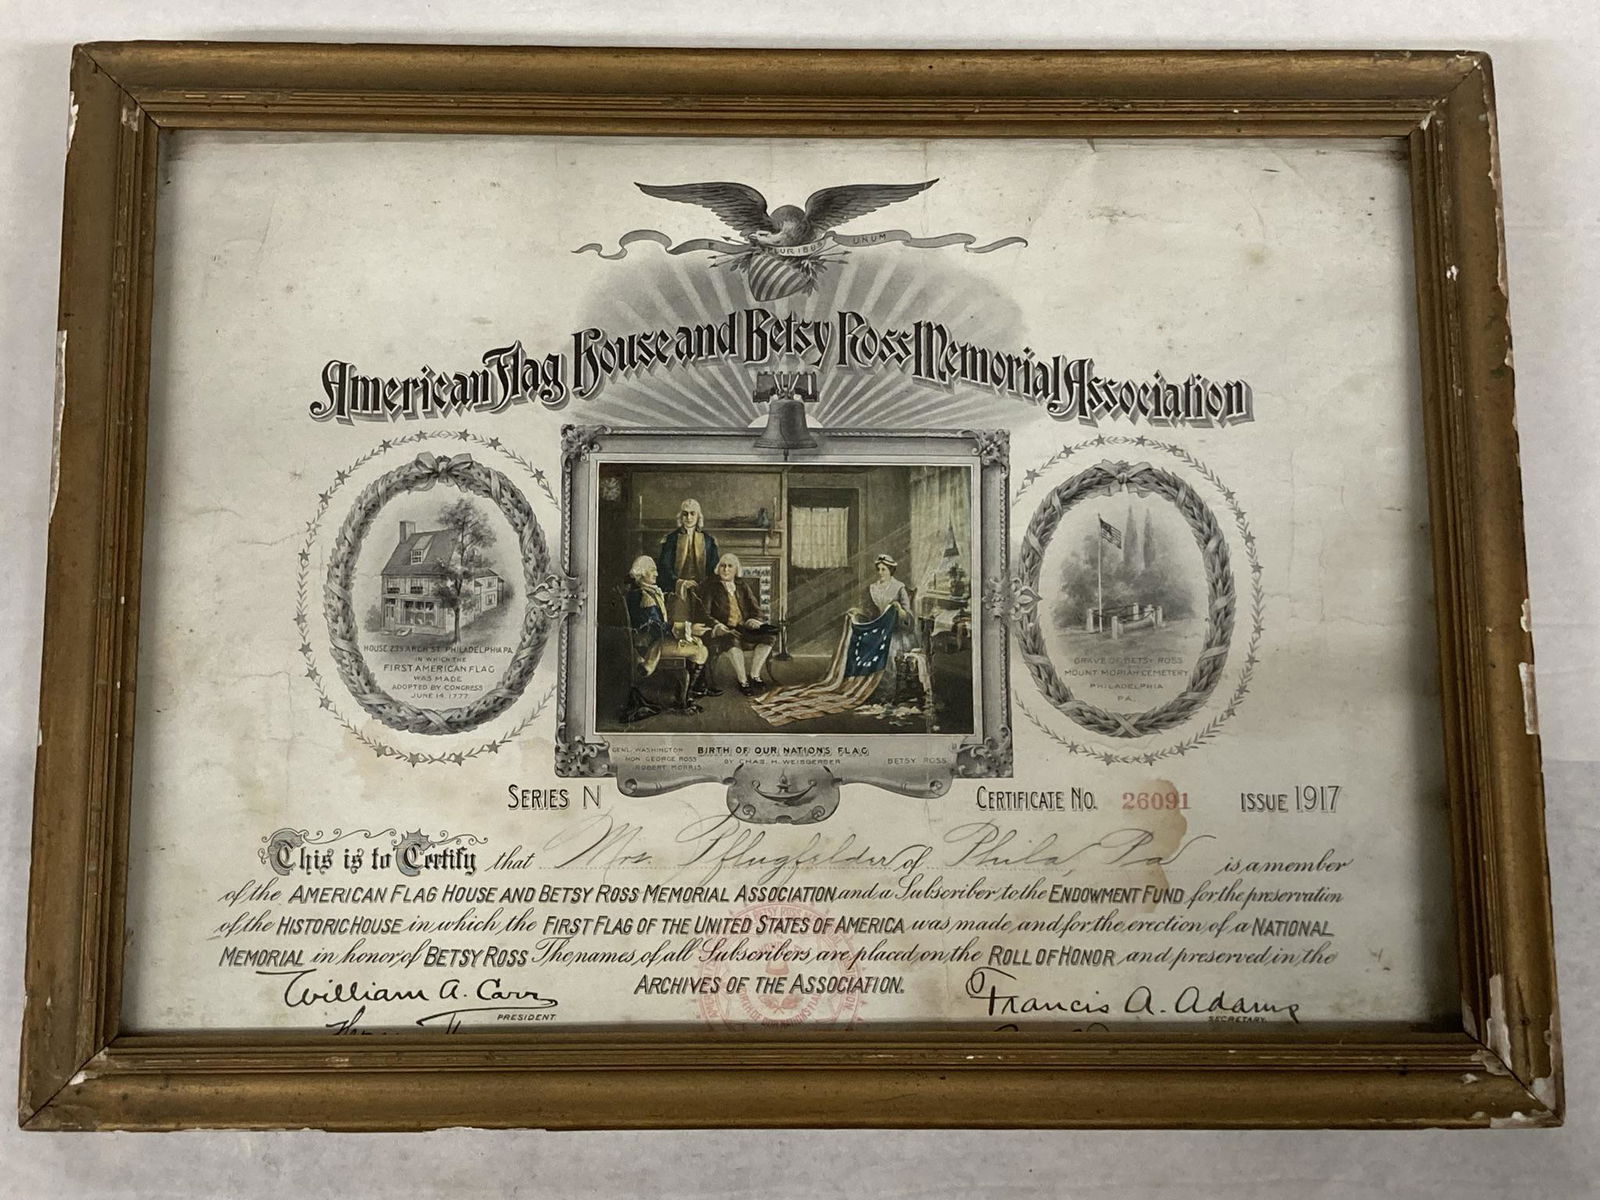 E PLURIBUS UNUM
American Flag House and Betsy Ross Memorial Association
HOUSE 239 ARCH ST. PHILADELPHIA PA.
IN WHICH THE
FIRST AMERICAN FLAG
WAS MADE
ADOPTED BY CONGRESS
JUNE 14, 1777.
GRAVE OF BETSY ROSS
MOUNT MORIAH CEMETERY
PHILADELPHIA
PA.
GENL. WASHINGTON
HON. GEORGE ROSS
ROBERT MORRIS
BIRTH OF OUR NATION'S FLAG
BY CHAS. H. WEISGERBER
BETSY ROSS
SERIES N CERTIFICATE NO. 26091 ISSUE 1917
This is to Certify that Mrs. Pflugfelder of Phila, Pa is a member
of the AMERICAN FLAG HOUSE AND BETSY ROSS MEMORIAL ASSOCIATION and a Subscriber to the ENDOWMENT FUND for the preservation
of the HISTORIC HOUSE in which the FIRST FLAG OF THE UNITED STATES OF AMERICA was made and for the erection of a NATIONAL
MEMORIAL in honor of BETSY ROSS The names of all Subscribers are placed on the ROLL OF HONOR and preserved in the
ARCHIVES OF THE ASSOCIATION.
William A. Carr
PRESIDENT.
Francis A. Adams
SECRETARY.